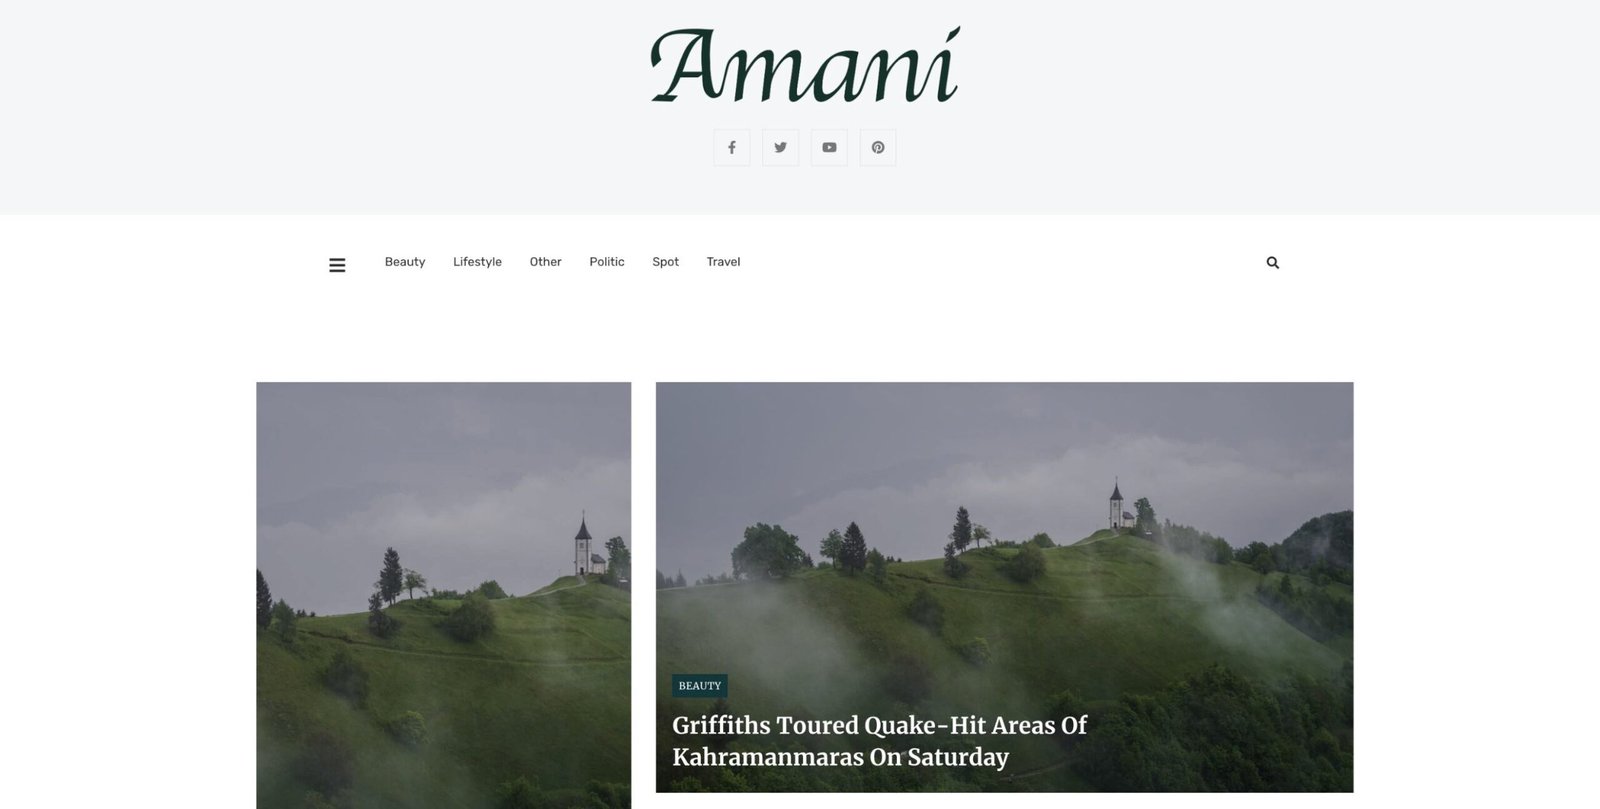 Amani
Beauty Lifestyle Other Politic Spot Travel
BEAUTY
Griffiths Toured Quake-Hit Areas Of
Kahramanmaras On Saturday